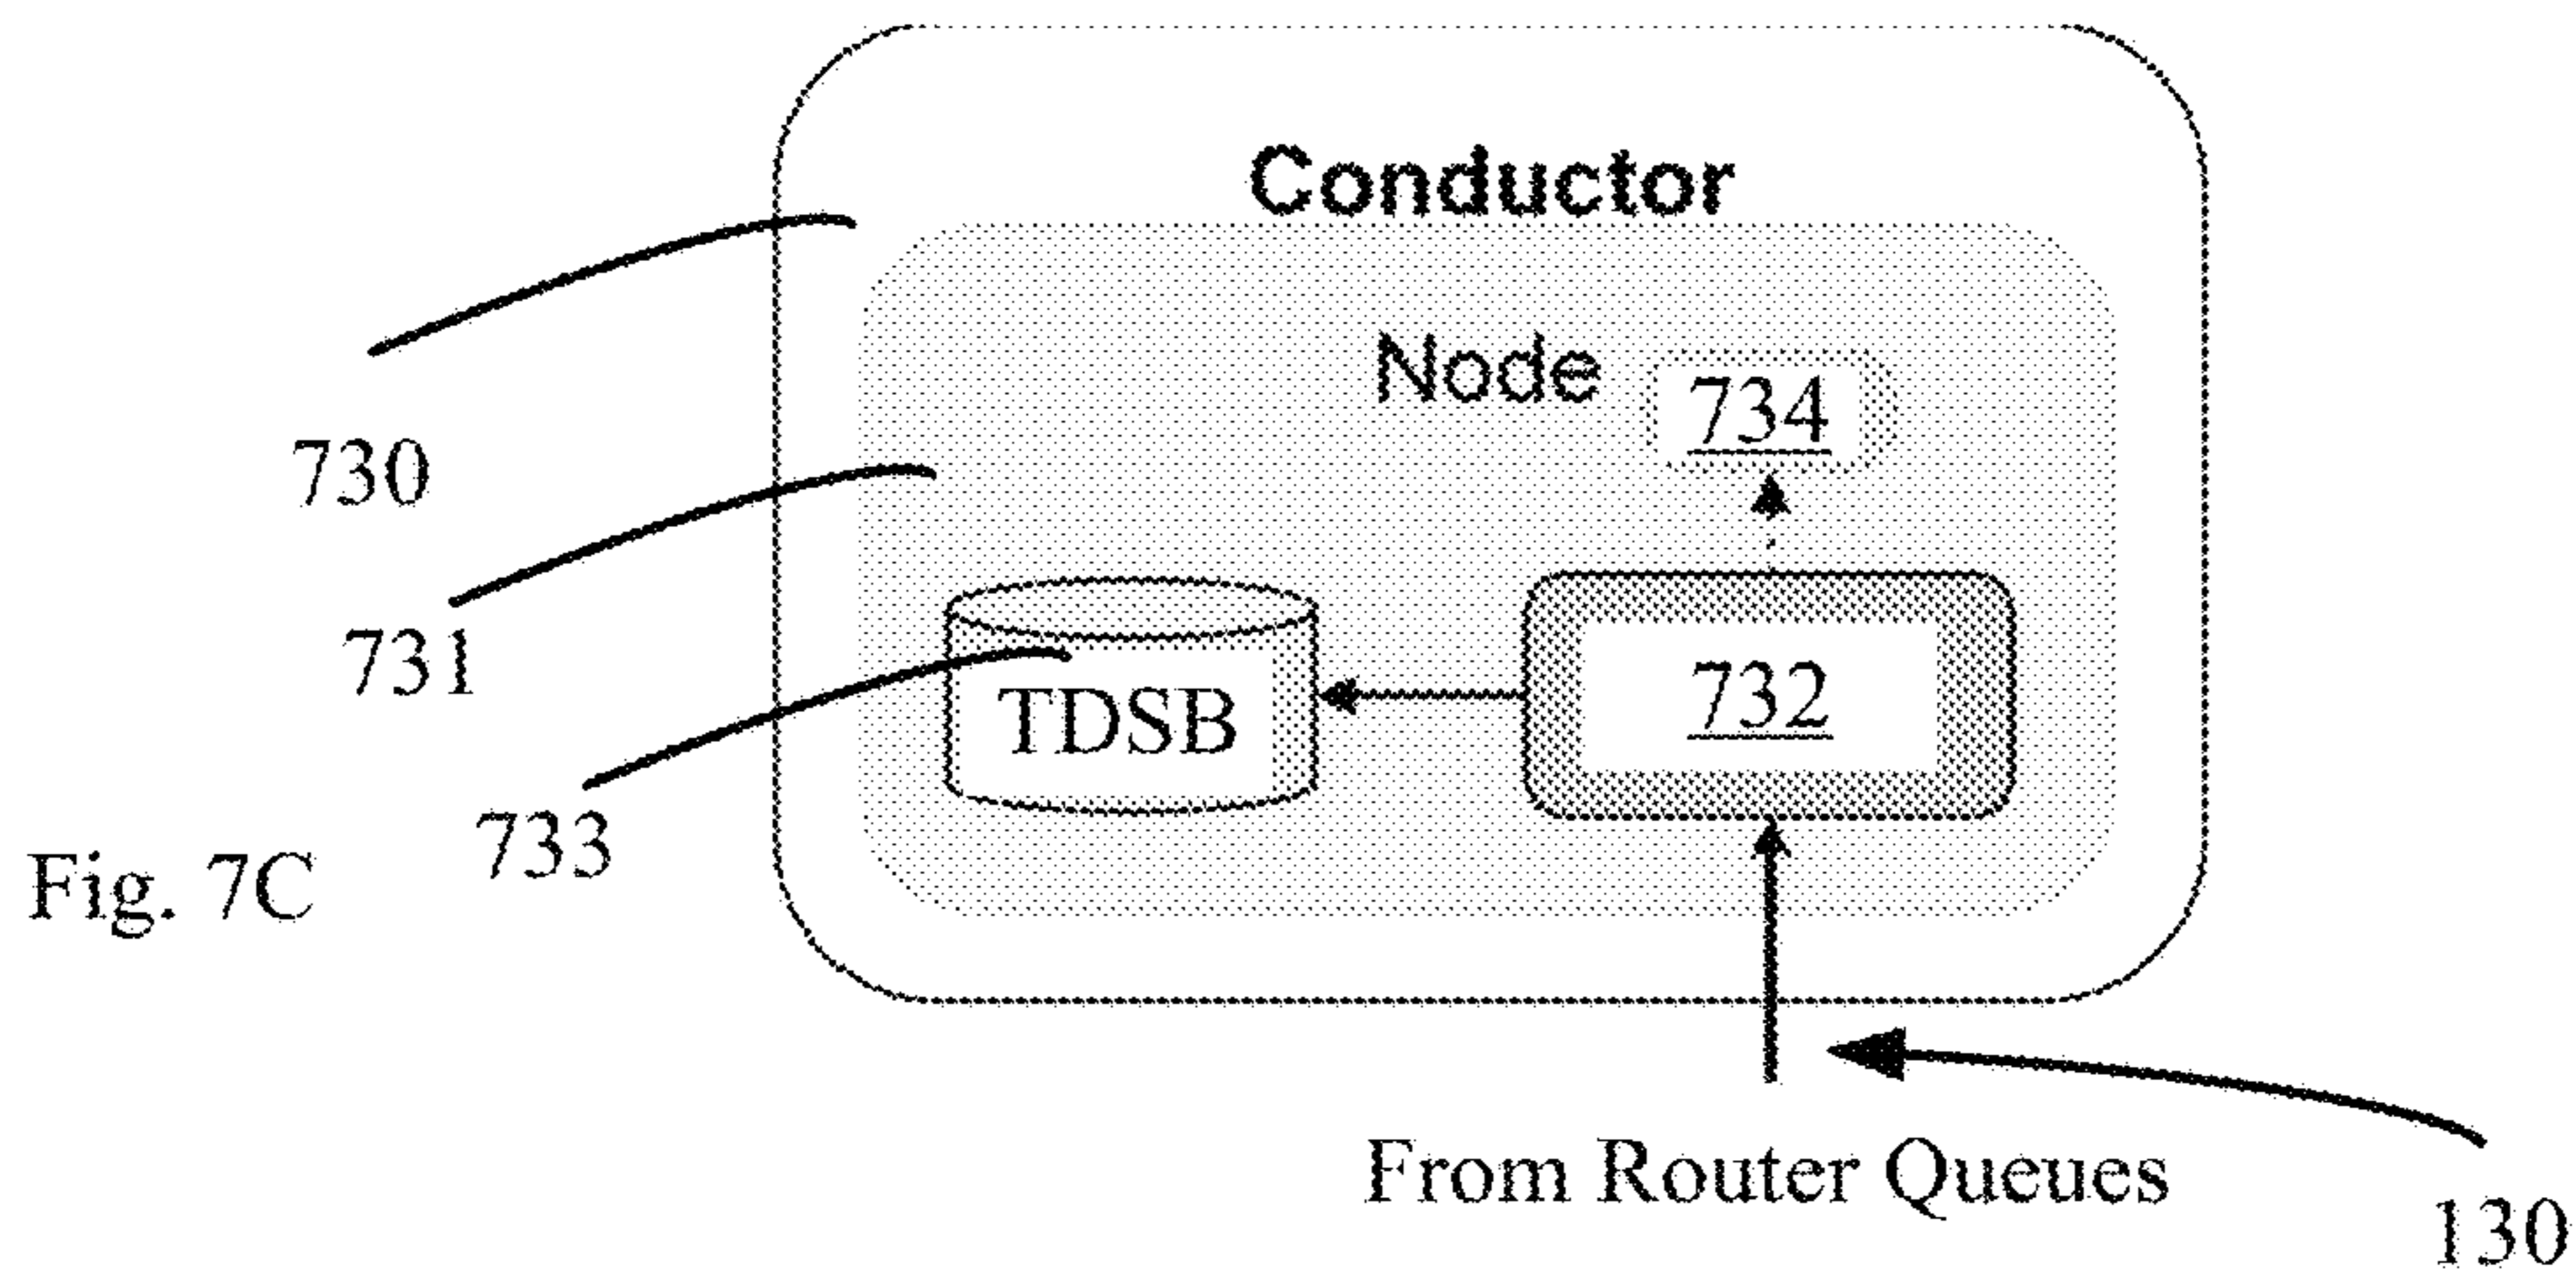 Conductor
Node
734
730
731
TDSB
732
733
Fig. 7C
From Router Queues
130